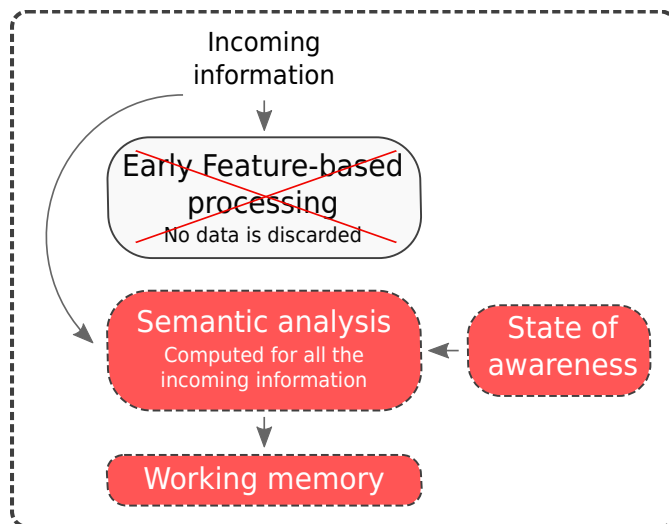 Incoming
information
Early Feature-based
processing
No data is discarded
Semantic analysis
Computed for all the
incoming information
State of
awareness
Working memory